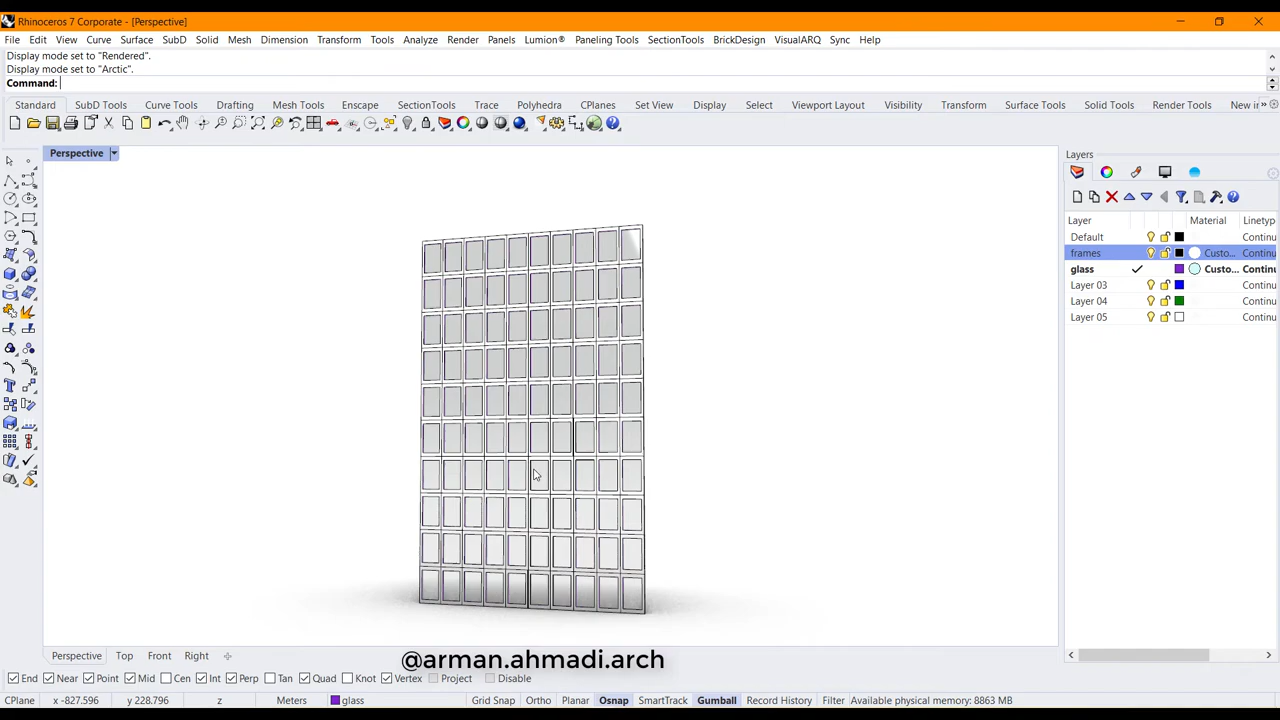 Rhinoceros 7 Corporate - [Perspective]
File Edit View Curve Surface SubD Solid Mesh Dimension Transform Tools Analyze Render Panels Lumion® Paneling Tools SectionTools BrickDesign VisualARQ Sync Help
Display mode set to "Rendered".
Display mode set to "Arctic".
Command:
Standard SubD Tools Curve Tools Drafting Mesh Tools Enscape SectionTools Trace Polyhedra CPlanes Set View Display Select Viewport Layout Visibility Transform Surface Tools Solid Tools Render Tools New in
Perspective
Layers
Layer Material Linetyp
Default Continu
frames Custo... Continu
glass Custo... Continu
Layer 03 Continu
Layer 04 Continu
Layer 05 Continu
Perspective Top Front Right
@arman.ahmadi.arch
End Near Point Mid Cen Int Perp Tan Quad Knot Vertex Project Disable
CPlane x -827.596 y 228.796 z Meters glass Grid Snap Ortho Planar Osnap SmartTrack Gumball Record History Filter Available physical memory: 8863 MB